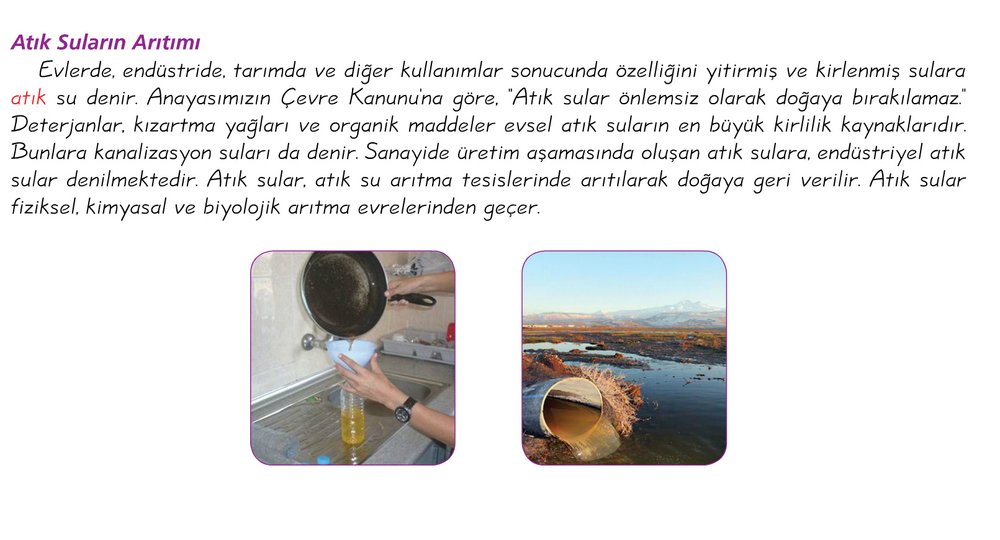 Atık Suların Arıtımı
Evlerde, endüstride, tarımda ve diğer kullanımlar sonucunda özelliğini yitirmiş ve kirlenmiş sulara
atık su denir. Anayasımızın Çevre Kanunu'na göre, "Atık sular önlemsiz olarak doğaya bırakılamaz."
Deterjanlar, kızartma yağları ve organik maddeler evsel atık suların en büyük kirlilik kaynaklarıdır.
Bunlara kanalizasyon suları da denir. Sanayide üretim aşamasında oluşan atık sulara, endüstriyel atık
sular denilmektedir. Atık sular, atık su arıtma tesislerinde arıtılarak doğaya geri verilir. Atık sular
fiziksel, kimyasal ve biyolojik arıtma evrelerinden geçer.